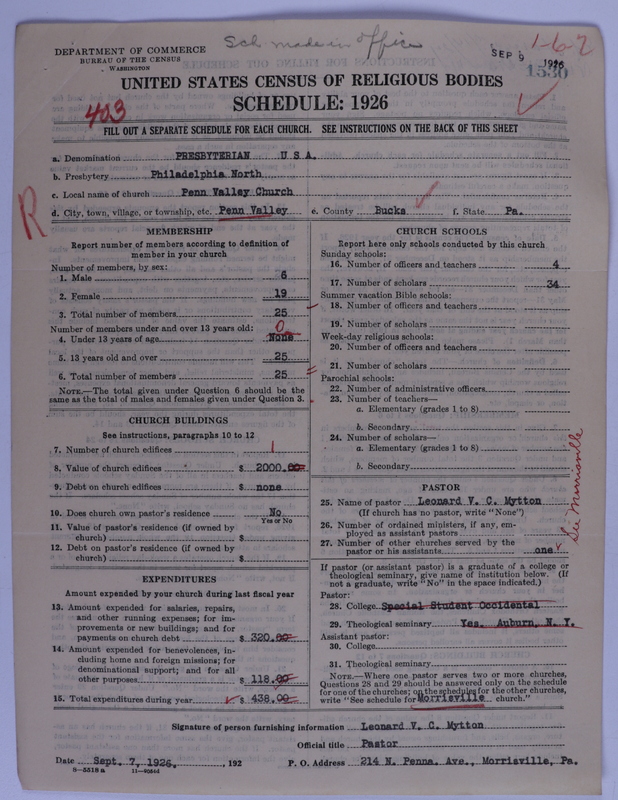 Sch made in office
DEPARTMENT OF COMMERCE
BUREAU OF THE CENSUS
WASHINGTON
SEP 9 1926
1-6-7
1530
UNITED STATES CENSUS OF RELIGIOUS BODIES
SCHEDULE: 1926
403
FILL OUT A SEPARATE SCHEDULE FOR EACH CHURCH. SEE INSTRUCTIONS ON THE BACK OF THIS SHEET
R
a. Denomination PRESBYTERIAN U S A.
b. Presbytery Philadelphia North
c. Local name of church Penn Valley Church
d. City, town, village, or township, etc. Penn Valley e. County Bucks f. State Pa.
MEMBERSHIP
Report number of members according to definition of
member in your church
Number of members, by sex:
1. Male 6
2. Female 19
3. Total number of members 25
Number of members under and over 13 years old: 0
4. Under 13 years of age None
5. 13 years old and over 25
6. Total number of members 25
NOTE.—The total given under Question 6 should be the
same as the total of males and females given under Question 3.
CHURCH BUILDINGS
See instructions, paragraphs 10 to 12
7. Number of church edifices 1
8. Value of church edifices $ 2000.00
9. Debt on church edifices $ none
10. Does church own pastor's residence No
Yes or No
11. Value of pastor's residence (if owned by
church) $
12. Debt on pastor's residence (if owned by
church) $
EXPENDITURES
Amount expended by your church during last fiscal year
13. Amount expended for salaries, repairs,
and other running expenses; for im-
provements or new buildings; and for
payments on church debt $ 320.00
14. Amount expended for benevolences, in-
cluding home and foreign missions; for
denominational support; and for all
other purposes $ 118.00
15. Total expenditures during year $ 438.00
CHURCH SCHOOLS
Report here only schools conducted by this church
Sunday schools:
16. Number of officers and teachers 4
17. Number of scholars 34
Summer vacation Bible schools:
18. Number of officers and teachers
19. Number of scholars
Week-day religious schools:
20. Number of officers and teachers
21. Number of scholars
Parochial schools:
22. Number of administrative officers
23. Number of teachers—
a. Elementary (grades 1 to 8)
b. Secondary
24. Number of scholars—
a. Elementary (grades 1 to 8)
b. Secondary
PASTOR
25. Name of pastor Leonard V. C. Mytton
(If church has no pastor, write "None")
26. Number of ordained ministers, if any, em-
ployed as assistant pastors
27. Number of other churches served by the
pastor or his assistants one
See Morrisville
If pastor (or assistant pastor) is a graduate of a college or
theological seminary, give name of institution below. (If
not a graduate, write "No" in the space indicated.)
Pastor:
28. College Special Student Occidental
29. Theological seminary Yes. Auburn, N. Y.
Assistant pastor:
30. College
31. Theological seminary
NOTE.—Where one pastor serves two or more churches,
Questions 28 and 29 should be answered only on the schedule
for one of the churches; on the schedules for the other churches,
write "See schedule for Morrisville church."
Signature of person furnishing information Leonard V. C. Mytton
Official title Pastor
Date Sept. 7, 1926. , 192 P. O. Address 214 N. Penna. Ave., Morrisville, Pa.